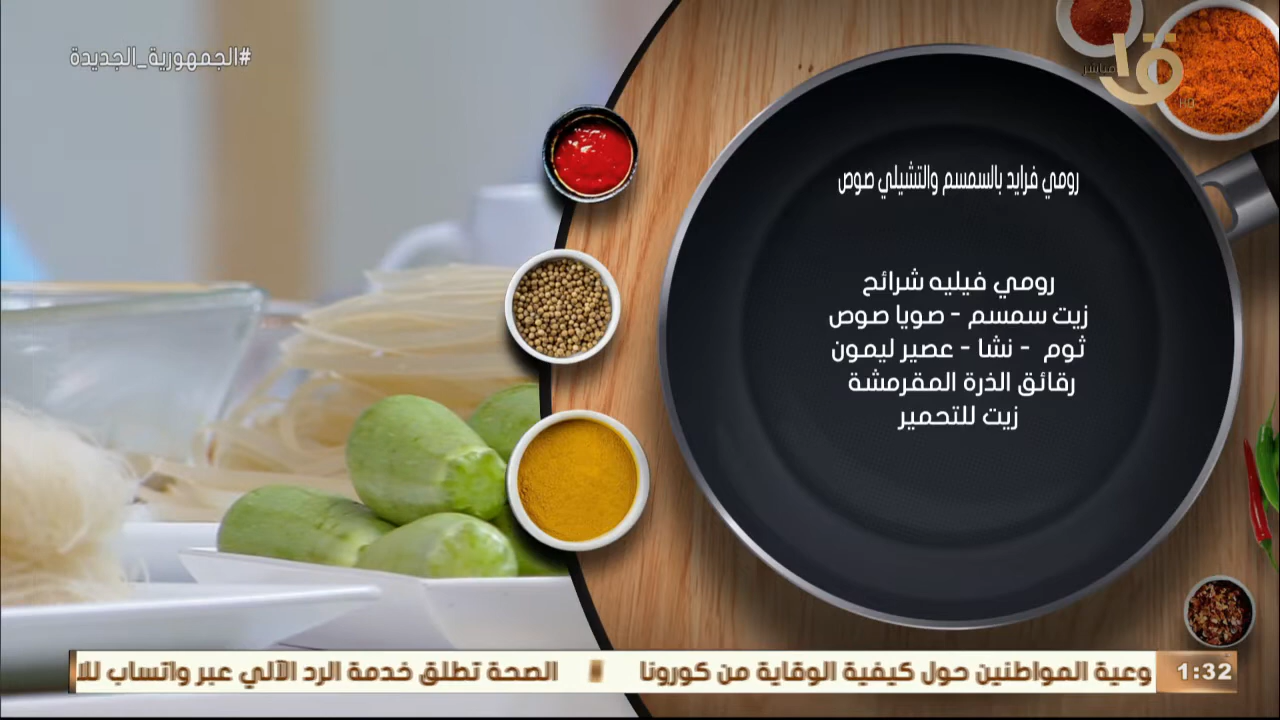 #الجمهورية_الجديدة
مباشر
HD
رومي فرايد بالسمسم والتشيلي صوص
رومي فيليه شرائح
زيت سمسم - صويا صوص
ثوم - نشا - عصير ليمون
رقائق الذرة المقرمشة
زيت للتحمير
1:32 وعية المواطنين حول كيفية الوقاية من كورونا الصحة تطلق خدمة الرد الآلي عبر واتساب للا